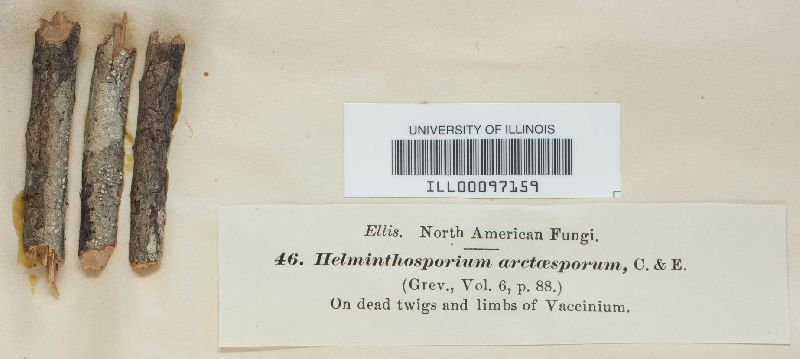 UNIVERSITY OF ILLINOIS
ILL00097159
Ellis. North American Fungi.
46. Helminthosporium arctæsporum, C. & E.
(Grev., Vol. 6, p. 88.)
On dead twigs and limbs of Vaccinium.